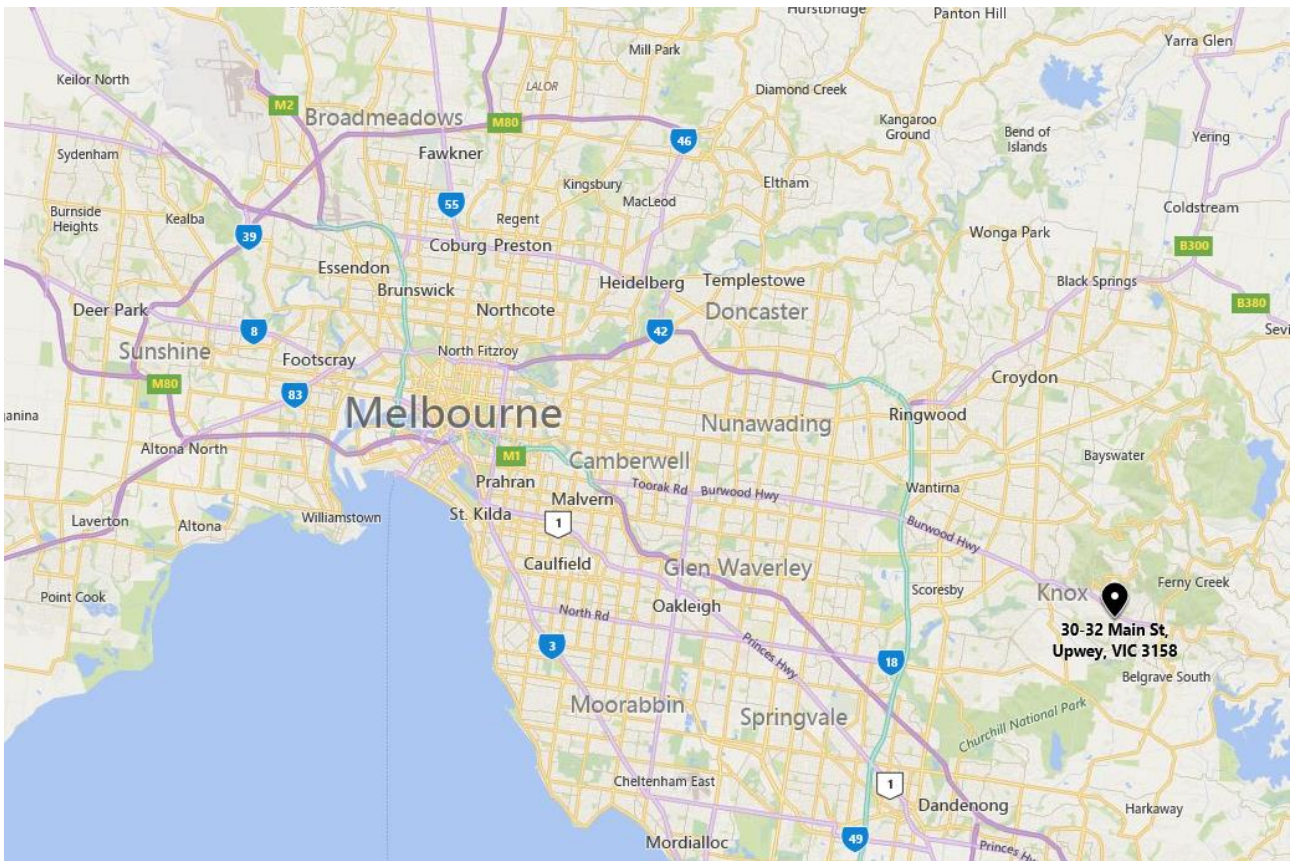 Hurstbridge
Panton Hill
Yarra Glen
Mill Park
Keilor North
LALOR
Diamond Creek
M2
Broadmeadows
M80
Kangaroo
Ground
Bend of
Islands
Yering
46
Sydenham
Fawkner
Kingsbury
Eltham
MacLeod
55
Burnside
Heights
Kealba
Regent
Coldstream
39
Coburg
Preston
Wonga Park
B300
Essendon
Heidelberg
Templestowe
Black Springs
Brunswick
B380
Deer Park
Northcote
Doncaster
8
42
Sevi
Sunshine
Footscray
North Fitzroy
M80
83
Croydon
ganina
Melbourne
Nunawading
Ringwood
Altona North
M1
Camberwell
Bayswater
Prahran
Toorak Rd
Burwood Hwy
Wantirna
Malvern
Laverton
Altona
Williamstown
St. Kilda
1
Burwood Hwy
Caulfield
Glen Waverley
Scoresby
Knox
Ferny Creek
Point Cook
North Rd
Oakleigh
30-32 Main St,
Upwey, VIC 3158
3
Princes Hwy
18
Belgrave South
Moorabbin
Springvale
Churchill National Park
Cheltenham East
1
Dandenong
Harkaway
Mordialloc
49
Princes H